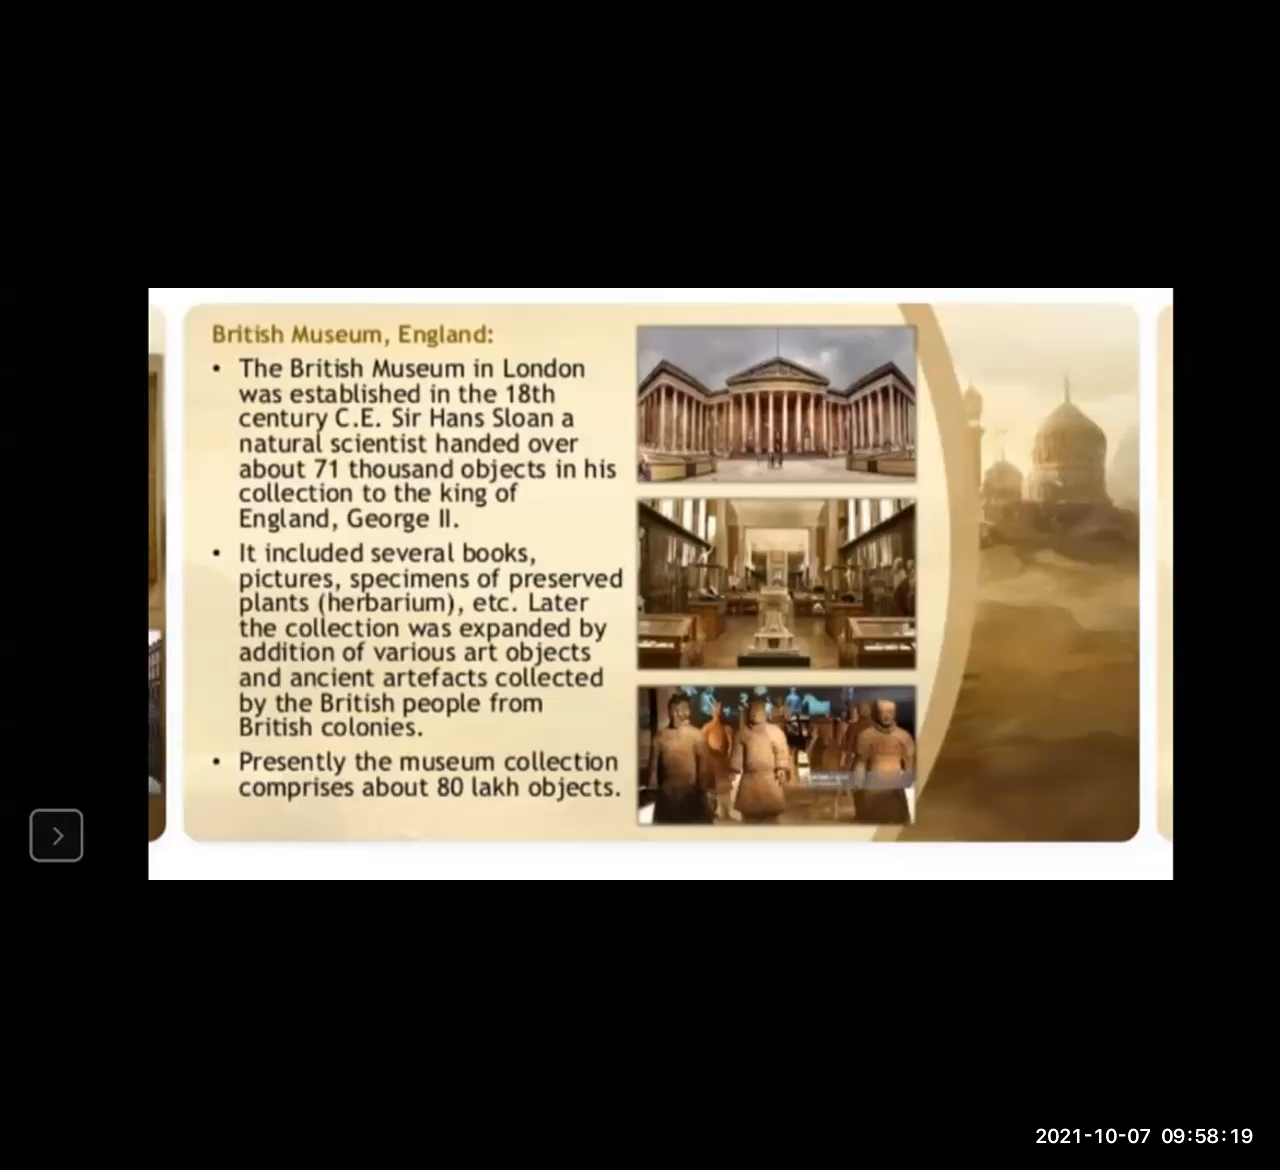 British Museum, England:
• The British Museum in London
was established in the 18th
century C.E. Sir Hans Sloan a
natural scientist handed over
about 71 thousand objects in his
collection to the king of
England, George II.
• It included several books,
pictures, specimens of preserved
plants (herbarium), etc. Later
the collection was expanded by
addition of various art objects
and ancient artefacts collected
by the British people from
British colonies.
• Presently the museum collection
comprises about 80 lakh objects.
2021-10-07 09:58:19